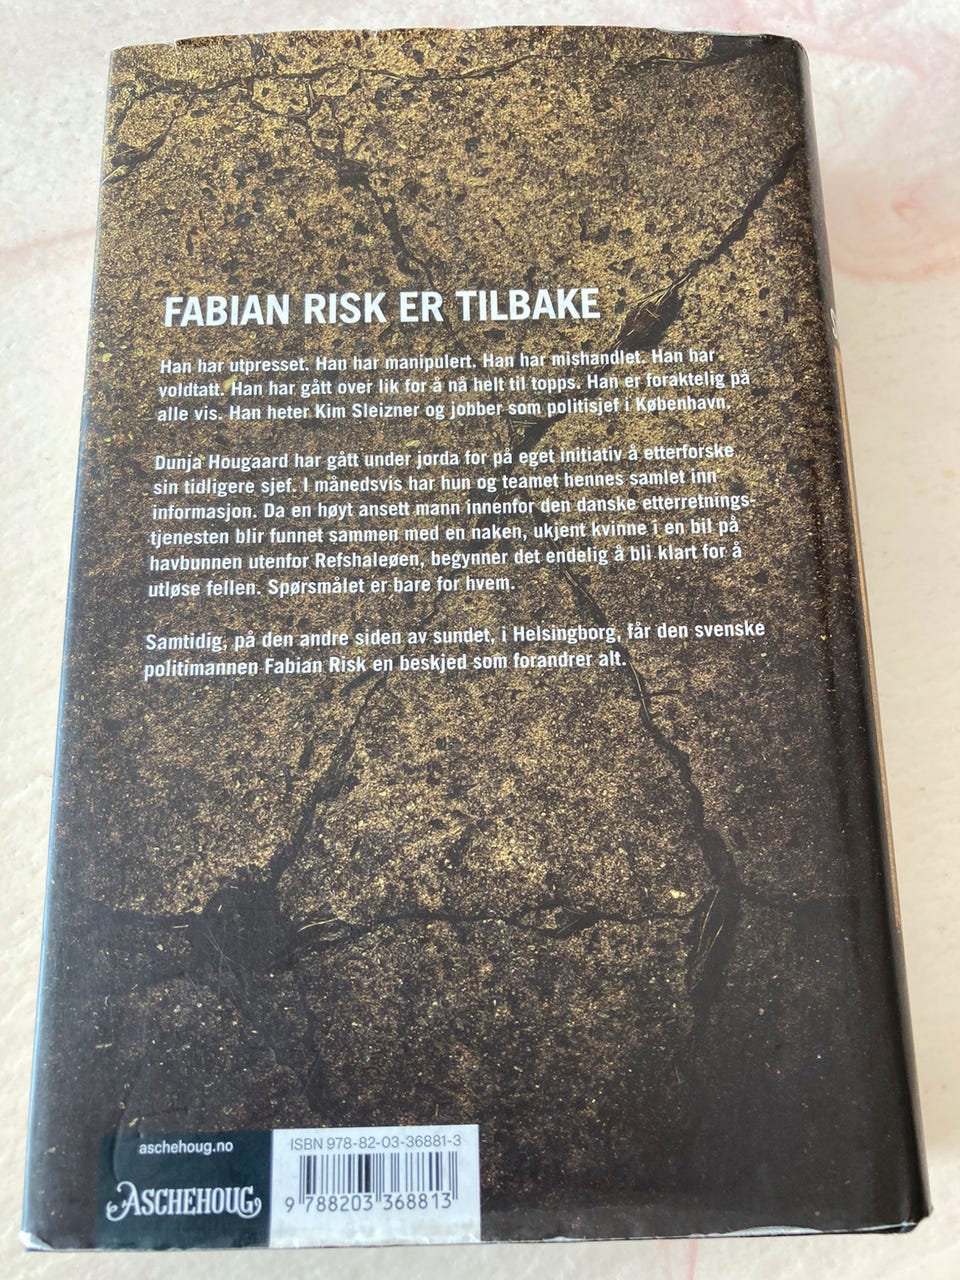 FABIAN RISK ER TILBAKE
Han har utpresset. Han har manipulert. Han har mishandlet. Han har
voldtatt. Han har gått over lik for å nå helt til topps. Han er foraktelig på
alle vis. Han heter Kim Sleizner og jobber som politisjef i København.
Dunja Hougaard har gått under jorda for på eget initiativ å etterforske
sin tidligere sjef. I månedsvis har hun og teamet hennes samlet inn
informasjon. Da en høyt ansett mann innenfor den danske etterretnings-
tjenesten blir funnet sammen med en naken, ukjent kvinne i en bil på
havbunnen utenfor Refshaleøen, begynner det endelig å bli klart for å
utløse fellen. Spørsmålet er bare for hvem.
Samtidig, på den andre siden av sundet, i Helsingborg, får den svenske
politimannen Fabian Risk en beskjed som forandrer alt.
aschehoug.no
ASCHEHOUG
ISBN 978-82-03-36881-3
9 788203 368813